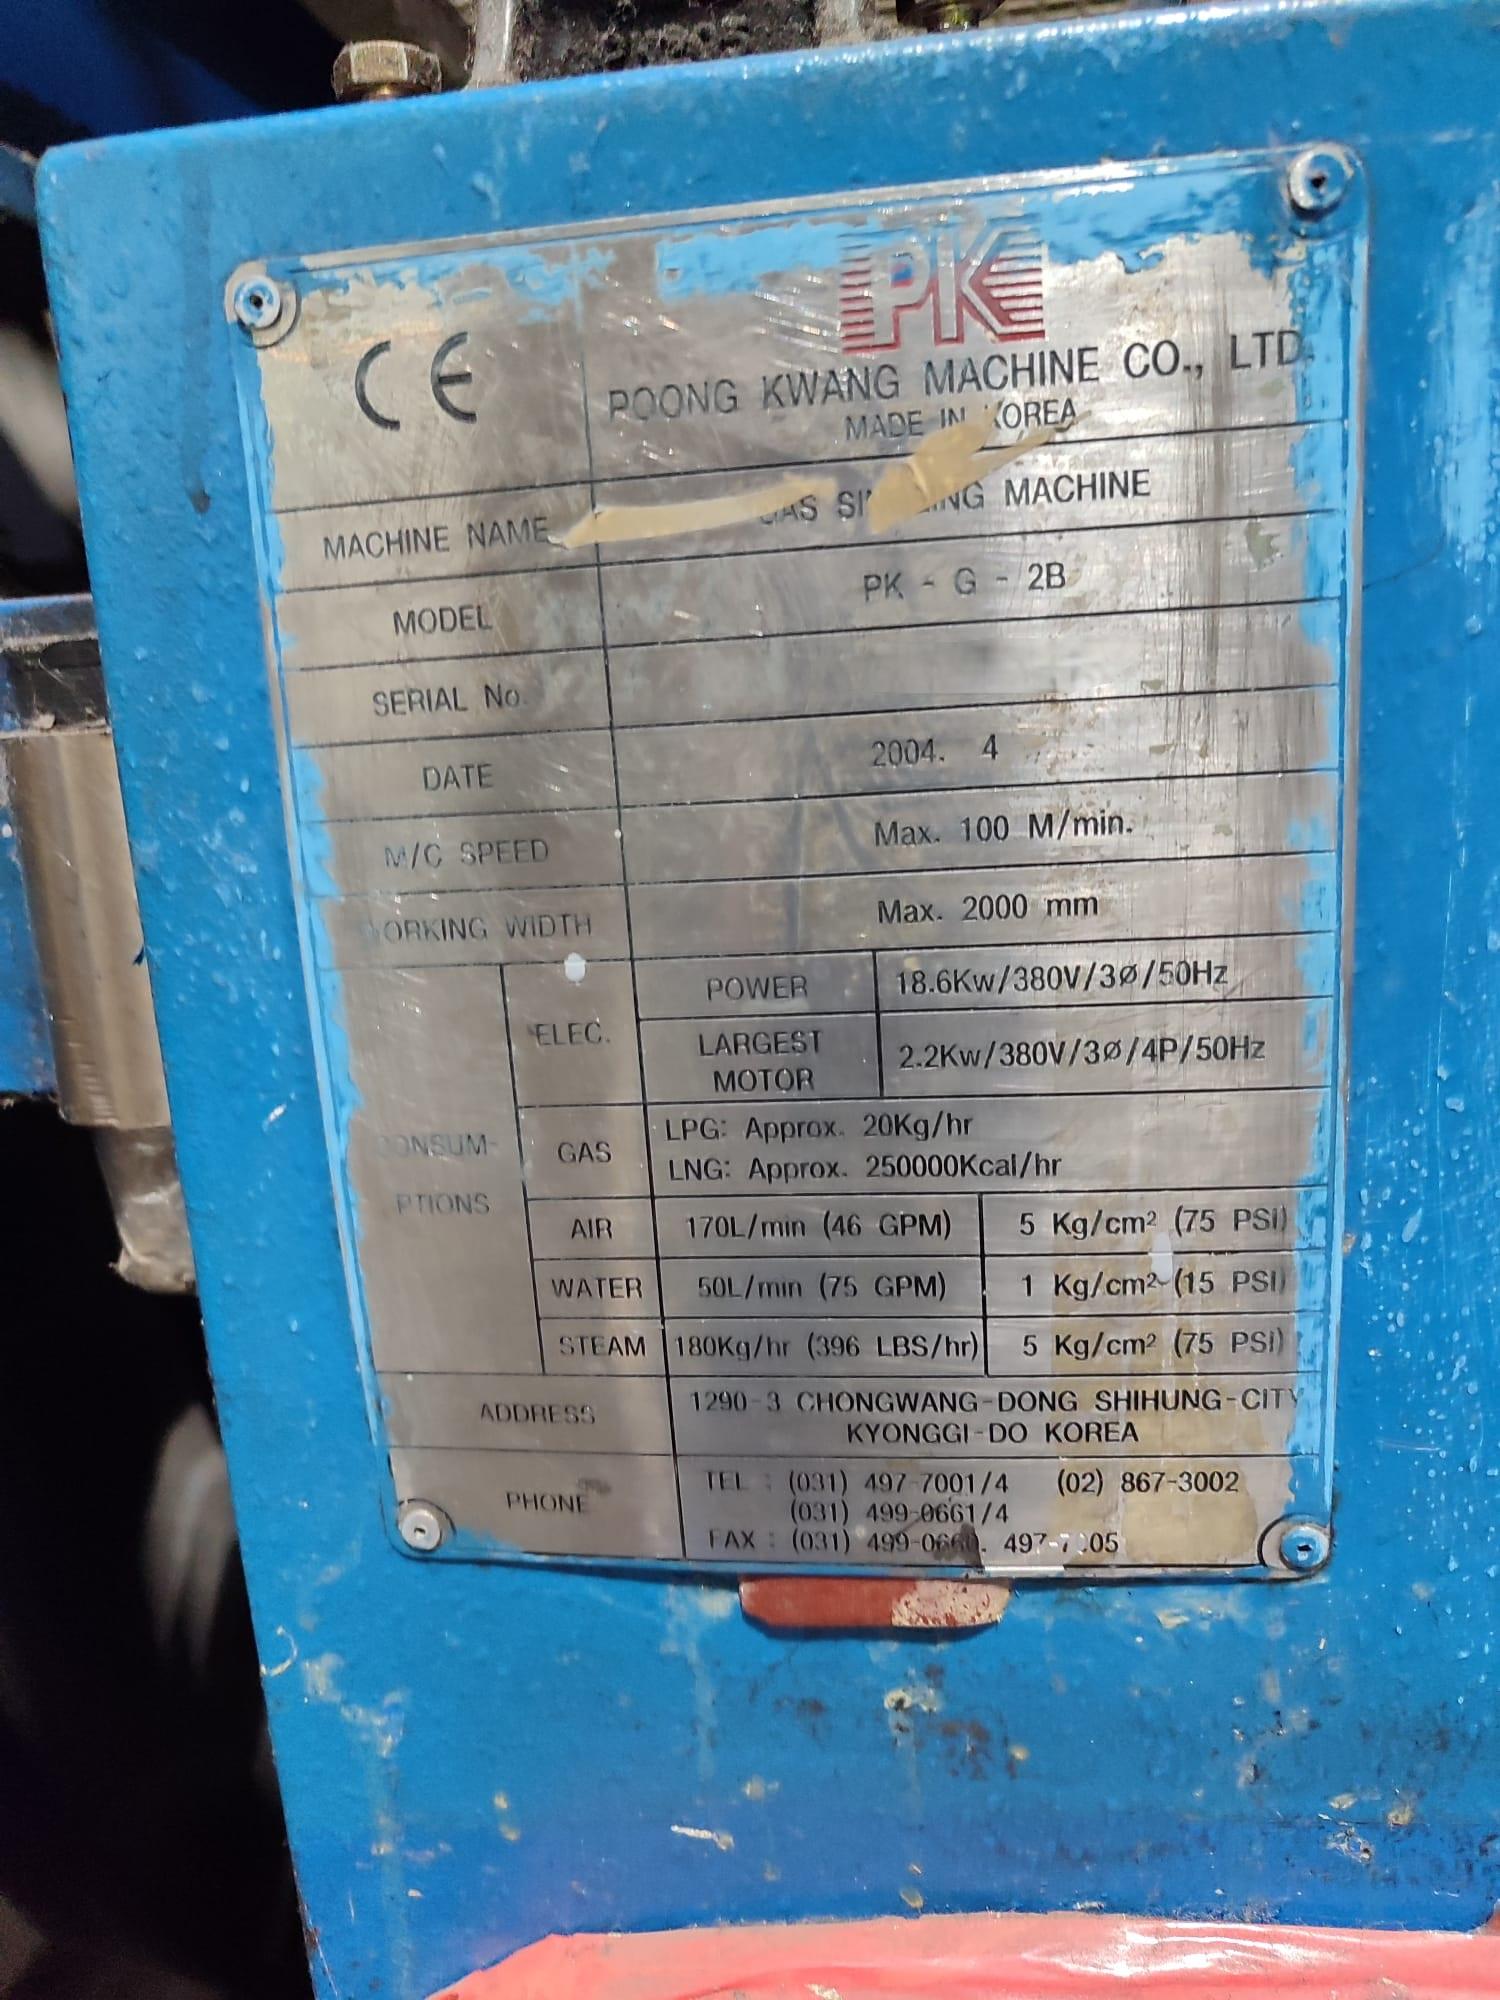 CE
PK
POONG KWANG MACHINE CO., LTD.
MADE IN KOREA
MACHINE NAME GAS MACHINE
MODEL PK - G - 2B
SERIAL No.
DATE 2004. 4
M/C SPEED Max. 100 M/min.
WORKING WIDTH Max. 2000 mm
CONSUM-
PTIONS
ELEC.
POWER 18.6Kw/380V/3ø/50Hz
LARGEST
MOTOR
2.2Kw/380V/3ø/4P/50Hz
GAS
LPG: Approx. 20Kg/hr
LNG: Approx. 250000Kcal/hr
AIR 170L/min (46 GPM) 5 Kg/cm² (75 PSI)
WATER 50L/min (75 GPM) 1 Kg/cm² (15 PSI)
STEAM 180Kg/hr (396 LBS/hr) 5 Kg/cm² (75 PSI)
ADDRESS
1290-3 CHONGWANG-DONG SHIHUNG-CITY
KYONGGI-DO KOREA
PHONE
TEL : (031) 497-7001/4 (02) 867-3002
(031) 499-0661/4
FAX : (031)